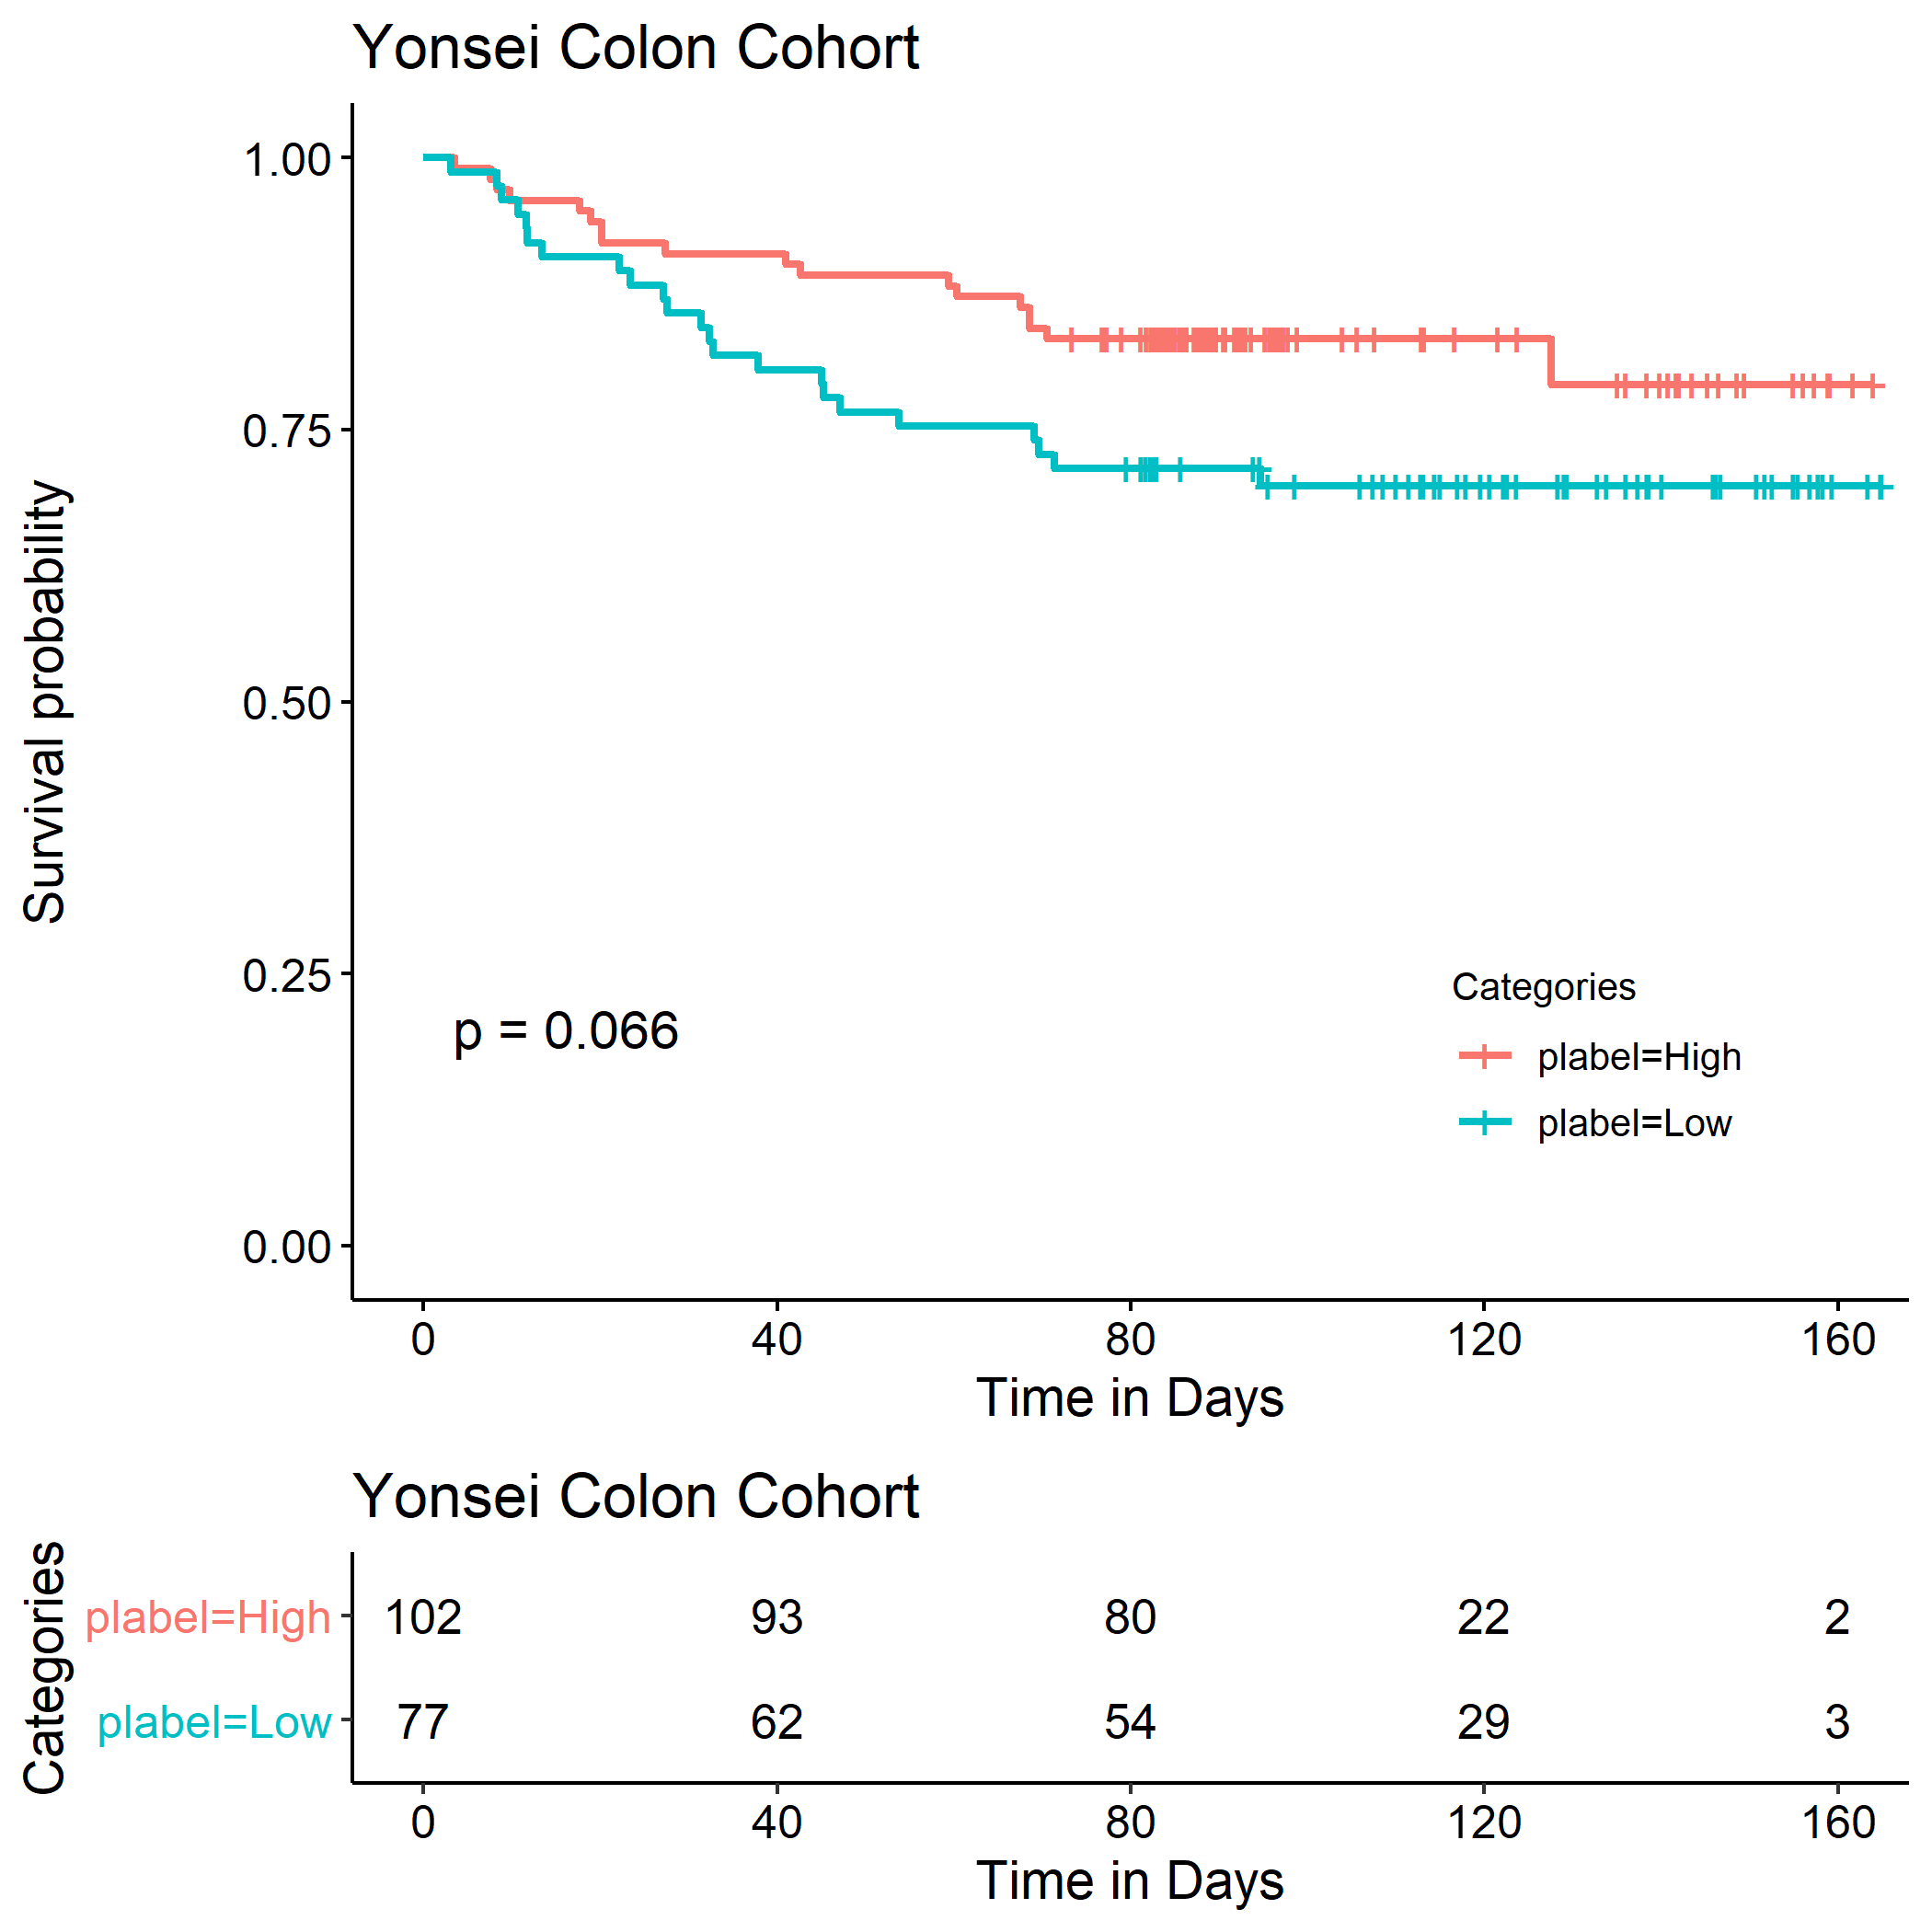 Yonsei Colon Cohort
Survival probability
1.00
0.75
0.50
0.25
0.00
p = 0.066
Categories
plabel=High
plabel=Low
0 40 80 120 160
Time in Days
Yonsei Colon Cohort
Categories
plabel=High 102 93 80 22 2
plabel=Low 77 62 54 29 3
0 40 80 120 160
Time in Days